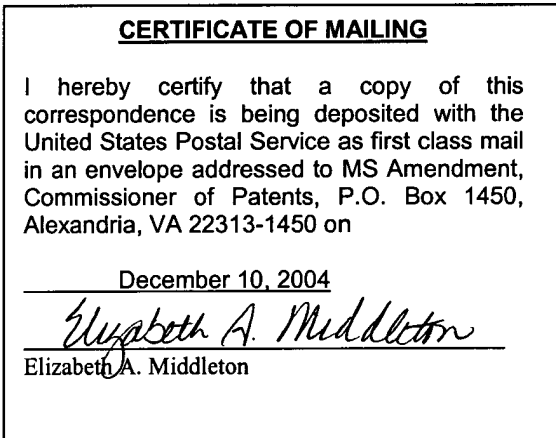 CERTIFICATE OF MAILING
I hereby certify that a copy of this
correspondence is being deposited with the
United States Postal Service as first class mail
in an envelope addressed to MS Amendment,
Commissioner of Patents, P.O. Box 1450,
Alexandria, VA 22313-1450 on
December 10, 2004
Elizabeth A. Middleton
Elizabeth A. Middleton